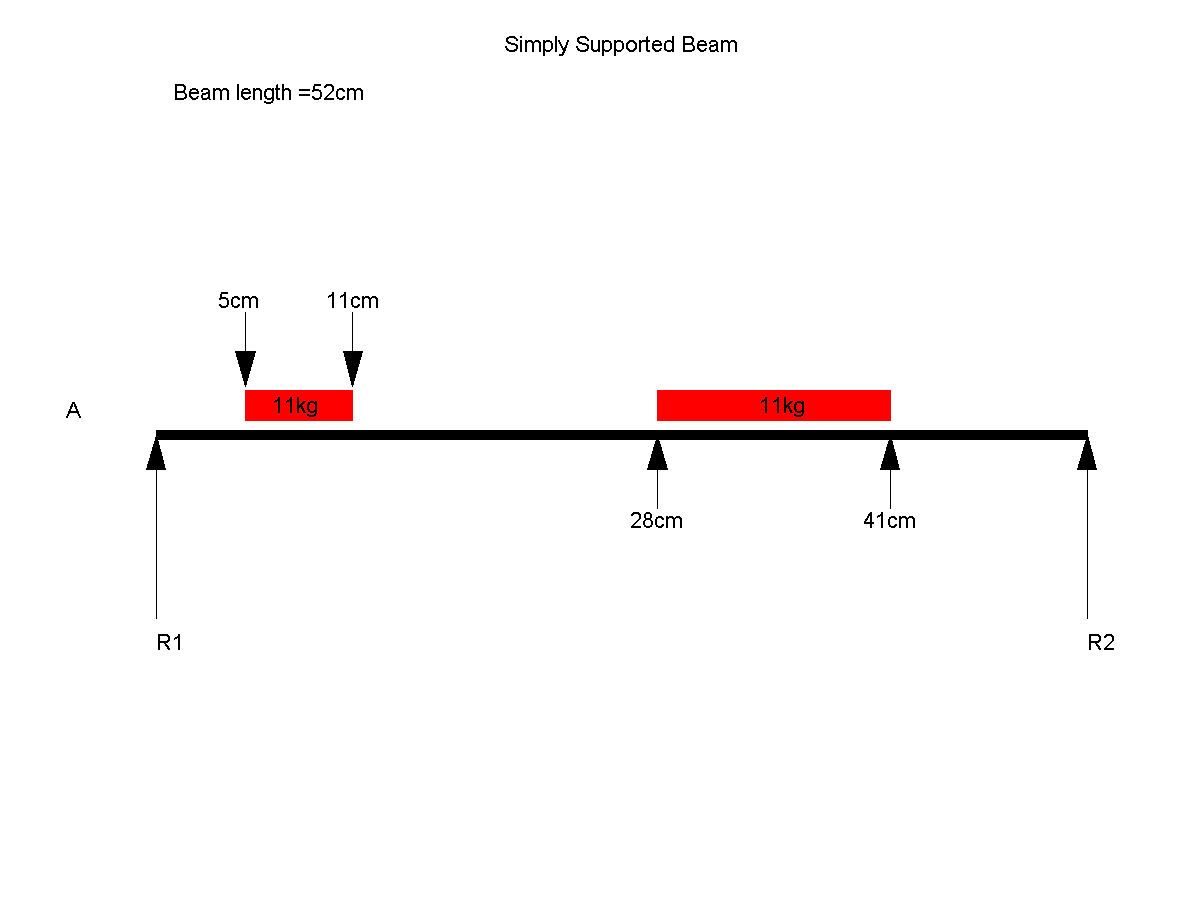 Simply Supported Beam
Beam length =52cm
5cm 11cm
A
11kg 11kg
28cm 41cm
R1 R2